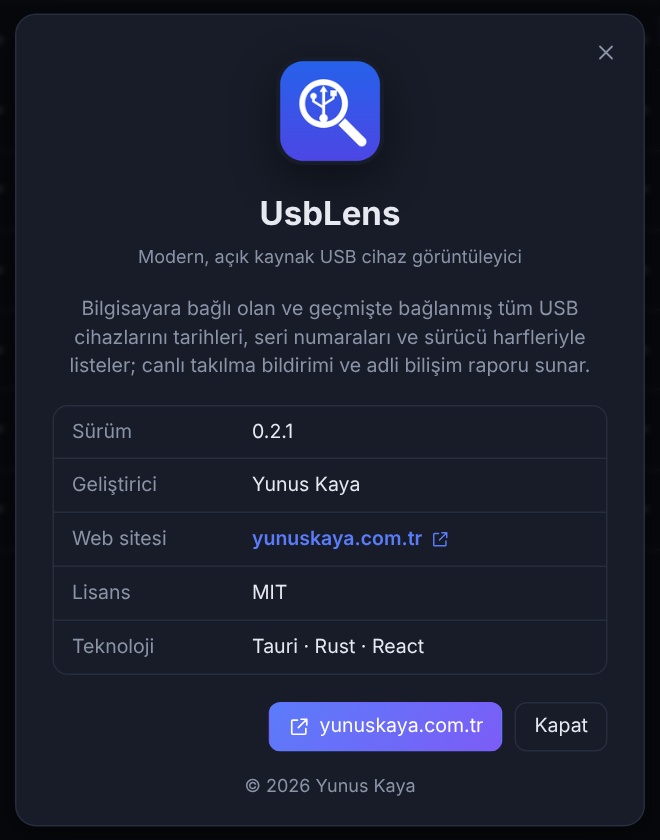 UsbLens
Modern, açık kaynak USB cihaz görüntüleyici
Bilgisayara bağlı olan ve geçmişte bağlanmış tüm USB
cihazlarını tarihleri, seri numaraları ve sürücü harfleriyle
listeler; canlı takılma bildirimi ve adli bilişim raporu sunar.
Sürüm 0.2.1
Geliştirici Yunus Kaya
Web sitesi yunuskaya.com.tr
Lisans MIT
Teknoloji Tauri · Rust · React
yunuskaya.com.tr Kapat
© 2026 Yunus Kaya